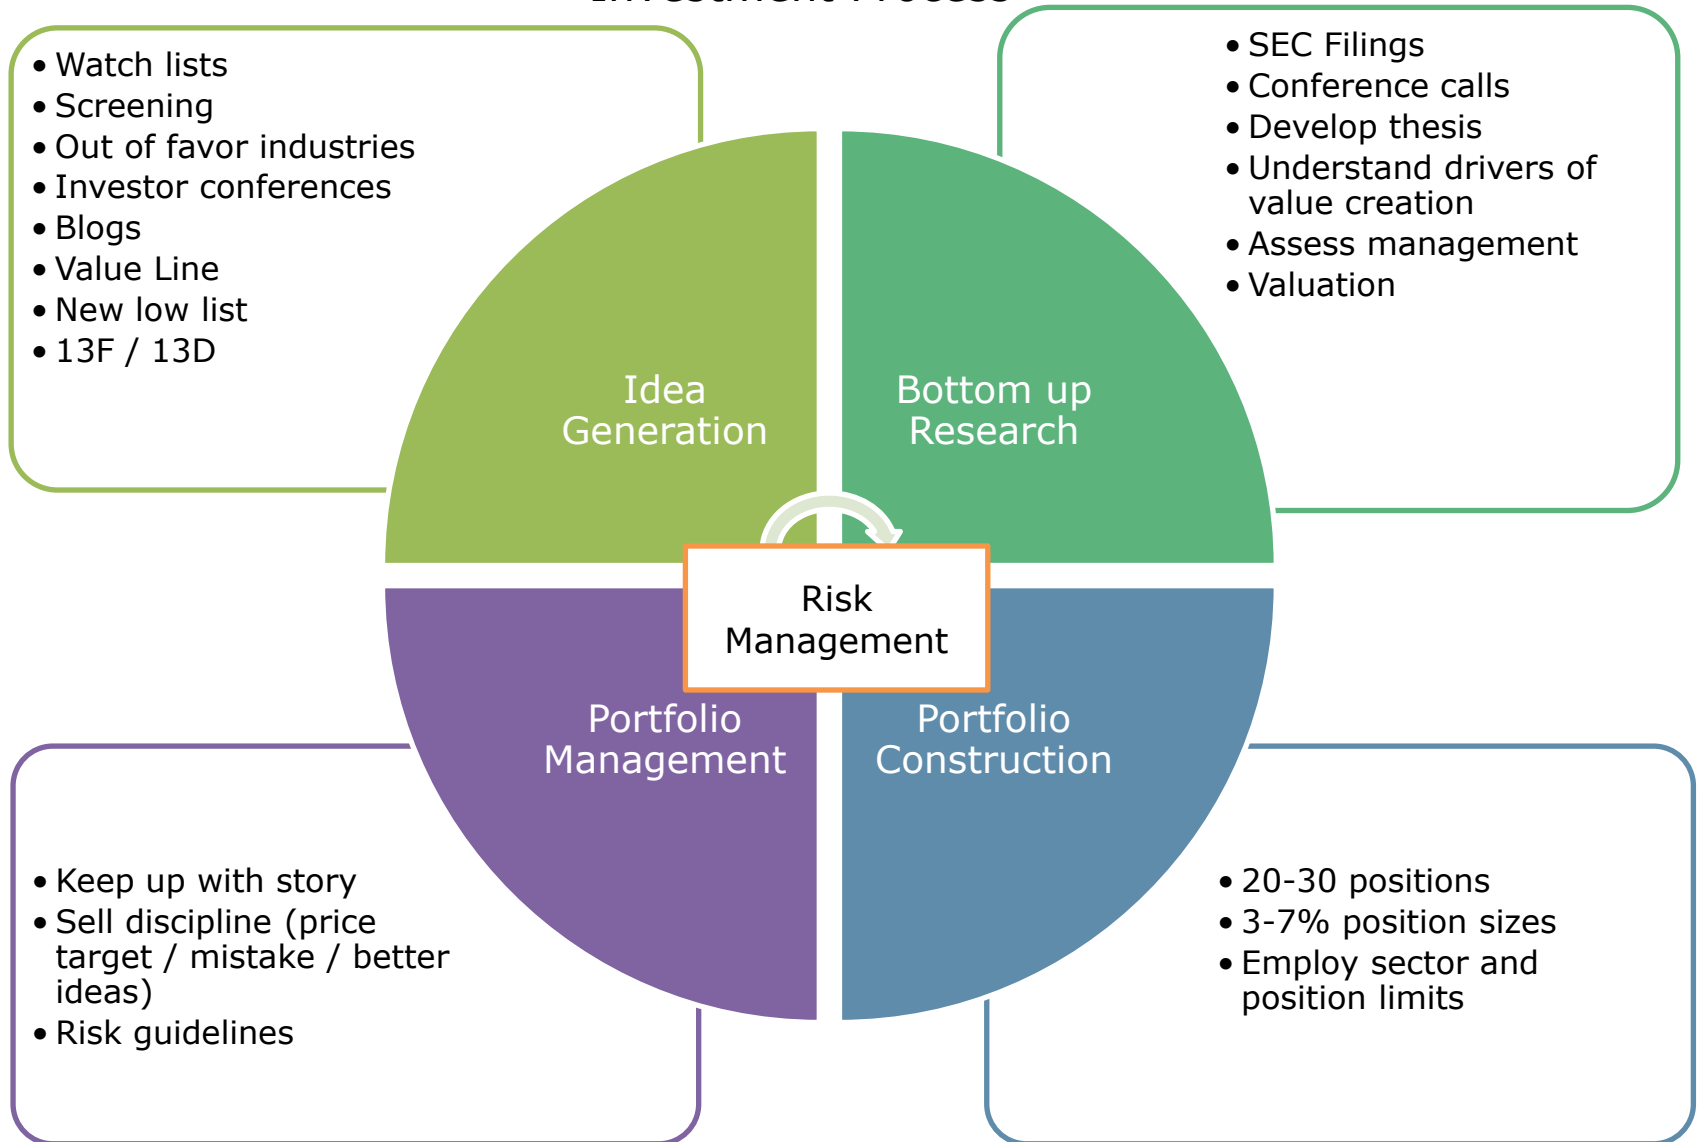 Investment Process
• Watch lists
• Screening
• Out of favor industries
• Investor conferences
• Blogs
• Value Line
• New low list
• 13F / 13D
• SEC Filings
• Conference calls
• Develop thesis
• Understand drivers of
value creation
• Assess management
• Valuation
Idea
Generation
Bottom up
Research
Risk
Management
Portfolio
Management
Portfolio
Construction
• Keep up with story
• Sell discipline (price
target / mistake / better
ideas)
• Risk guidelines
• 20-30 positions
• 3-7% position sizes
• Employ sector and
position limits